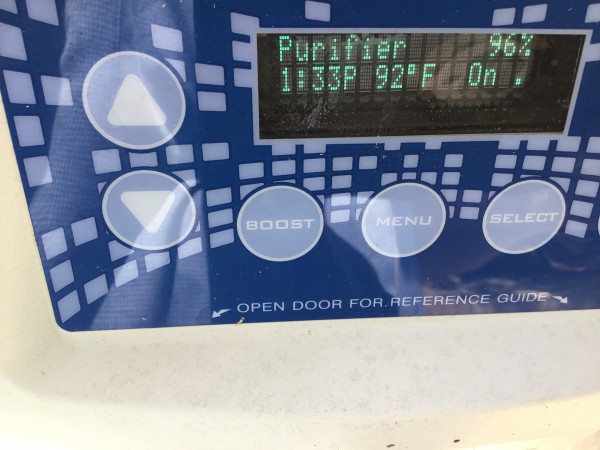 Purifier 96%
1:33P 92°F On .
BOOST MENU SELECT
OPEN DOOR FOR REFERENCE GUIDE